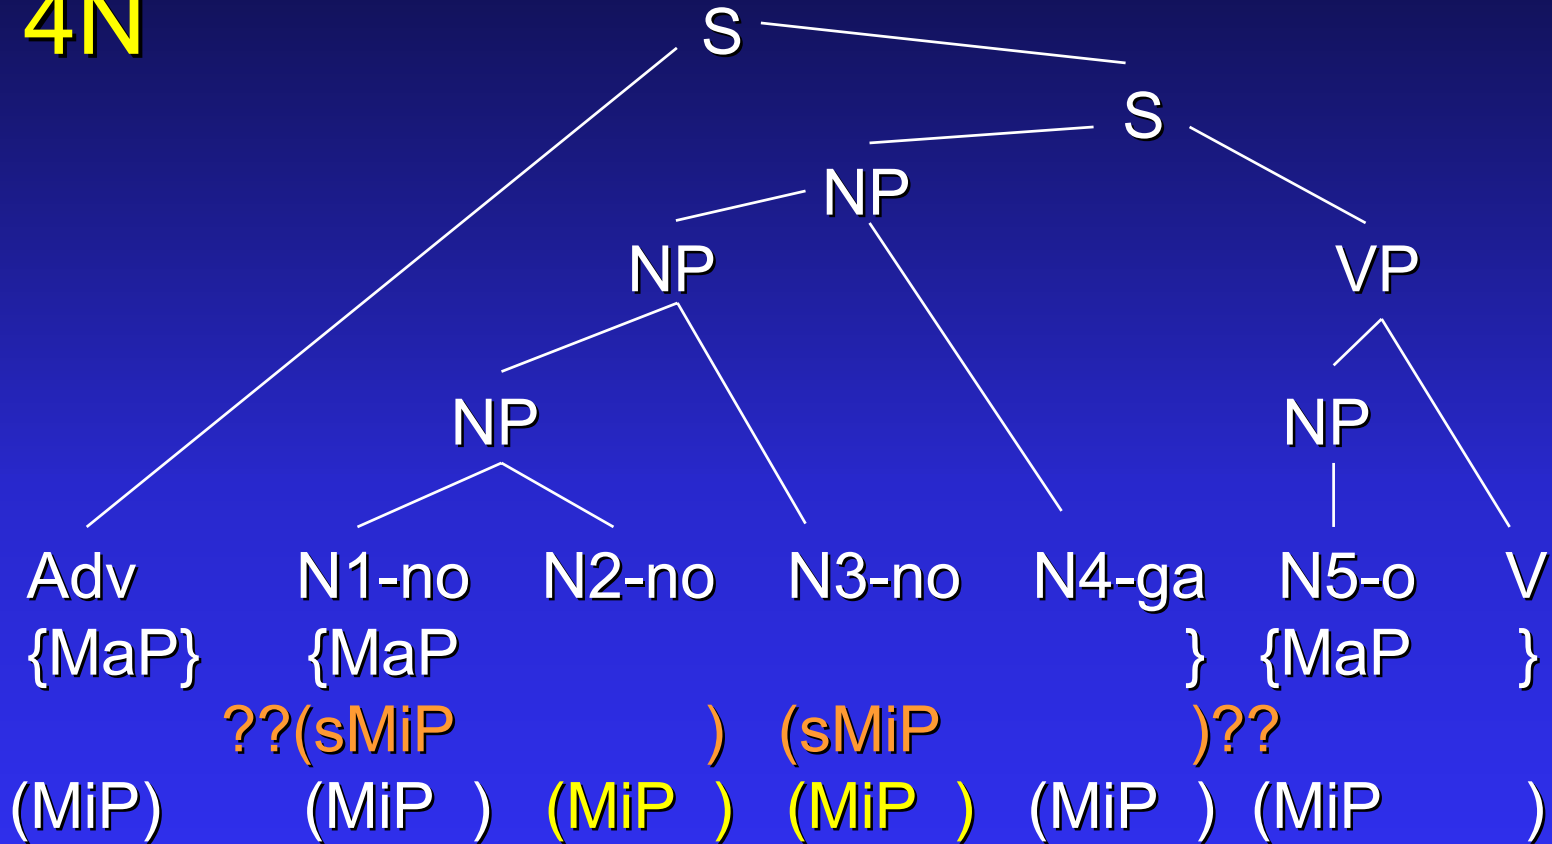 4N
S
S
NP
NP VP
NP NP
Adv N1-no N2-no N3-no N4-ga N5-o V
{MaP} {MaP } {MaP }
??(sMiP ) (sMiP )??
(MiP) (MiP ) (MiP ) (MiP ) (MiP ) (MiP )